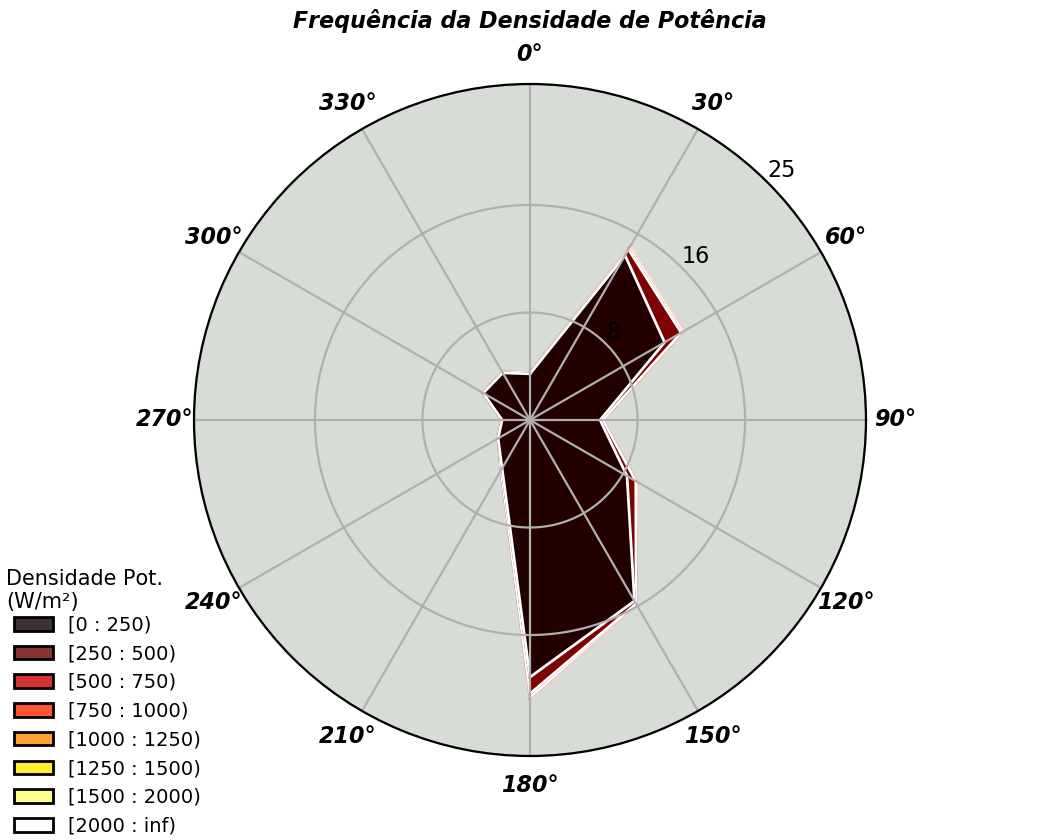 Frequência da Densidade de Potência
0°
330°
30°
25
300°
60°
16
8
270°
90°
240°
120°
210°
150°
180°
Densidade Pot.
(W/m²)
[0 : 250)
[250 : 500)
[500 : 750)
[750 : 1000)
[1000 : 1250)
[1250 : 1500)
[1500 : 2000)
[2000 : inf)